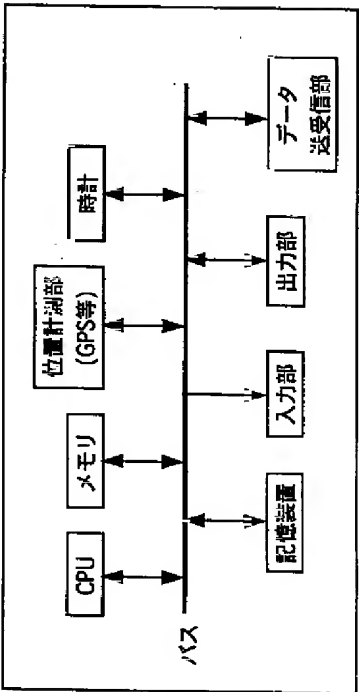 CPU
メモリ
位置計測部
(GPS等)
時計
バス
記憶装置
入力部
出力部
データ
送受信部